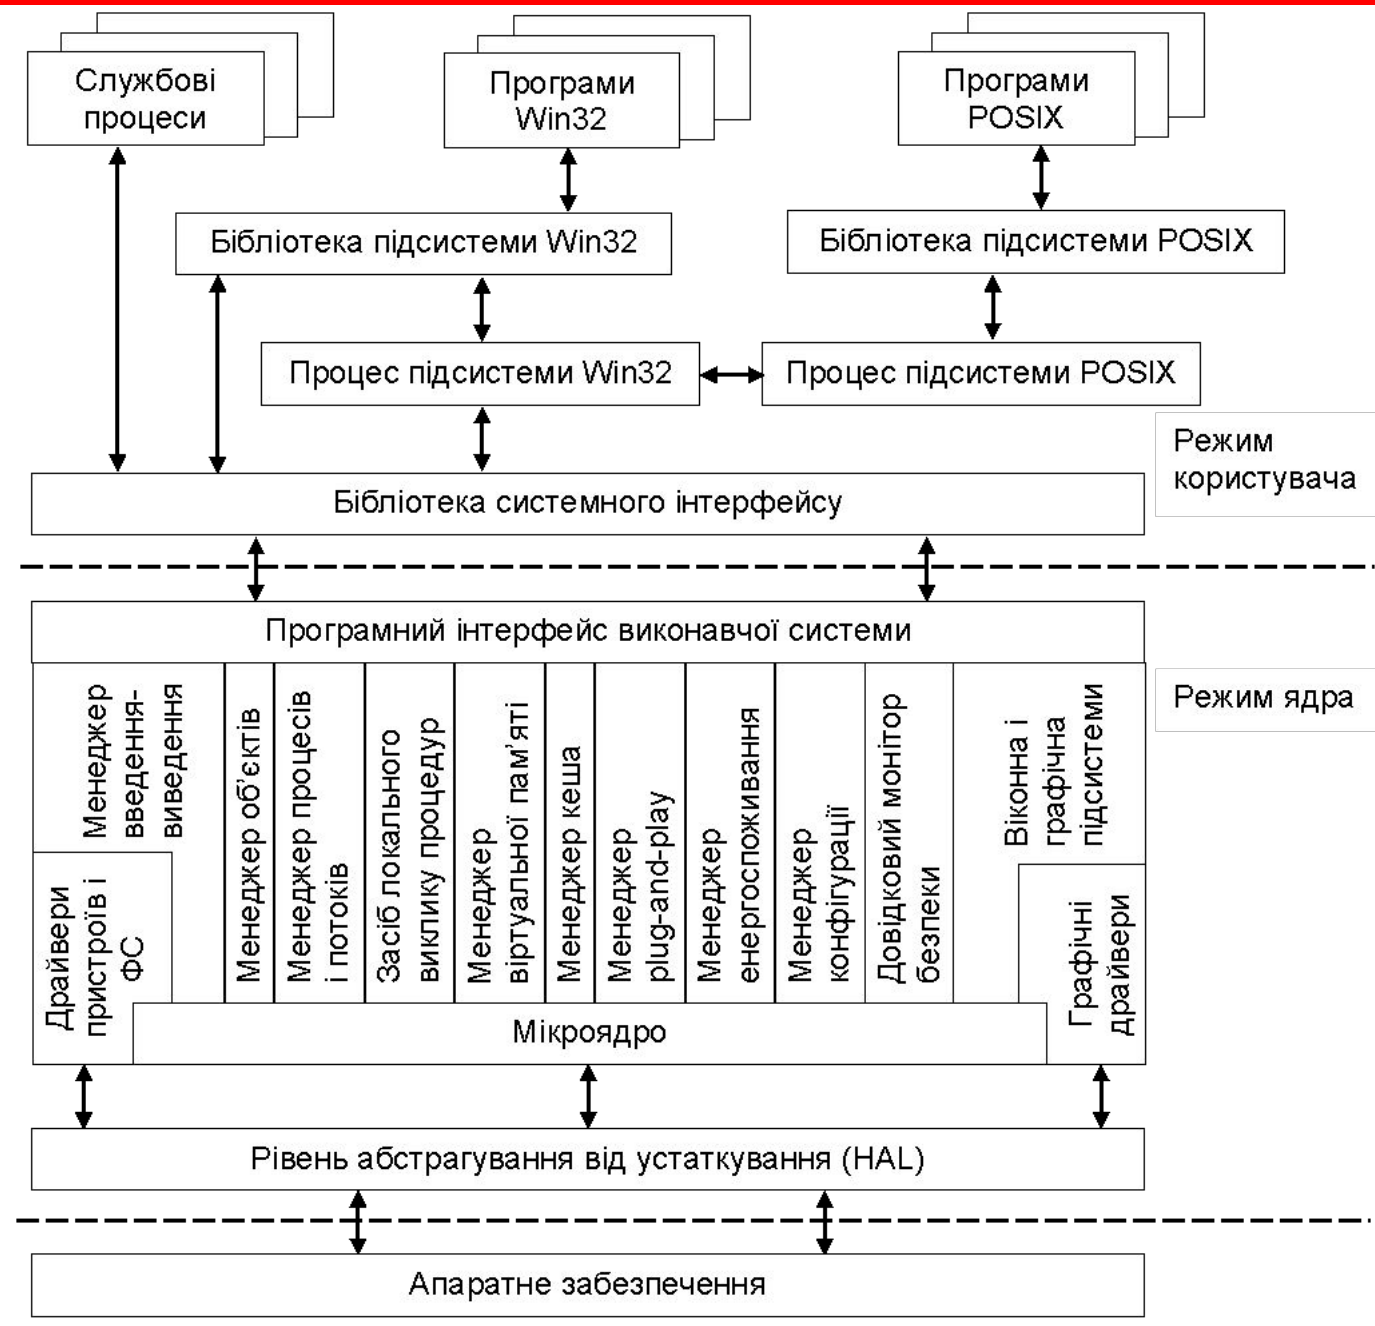 Службові
процеси
Програми
Win32
Програми
POSIX
Бібліотека підсистеми Win32
Бібліотека підсистеми POSIX
Процес підсистеми Win32
Процес підсистеми POSIX
Режим
користувача
Бібліотека системного інтерфейсу
Програмний інтерфейс виконавчої системи
Режим ядра
Менеджер
введення-
виведення
Драйвери
пристроїв і
ФС
Менеджер об'єктів
Менеджер процесів
і потоків
Засіб локального
виклику процедур
Менеджер
віртуальної пам'яті
Менеджер кеша
Менеджер
plug-and-play
Менеджер
енергоспоживання
Менеджер
конфігурації
Довідковий монітор
безпеки
Віконна і
графічна
підсистеми
Графічні
драйвери
Мікроядро
Рівень абстрагування від устаткування (HAL)
Апаратне забезпечення